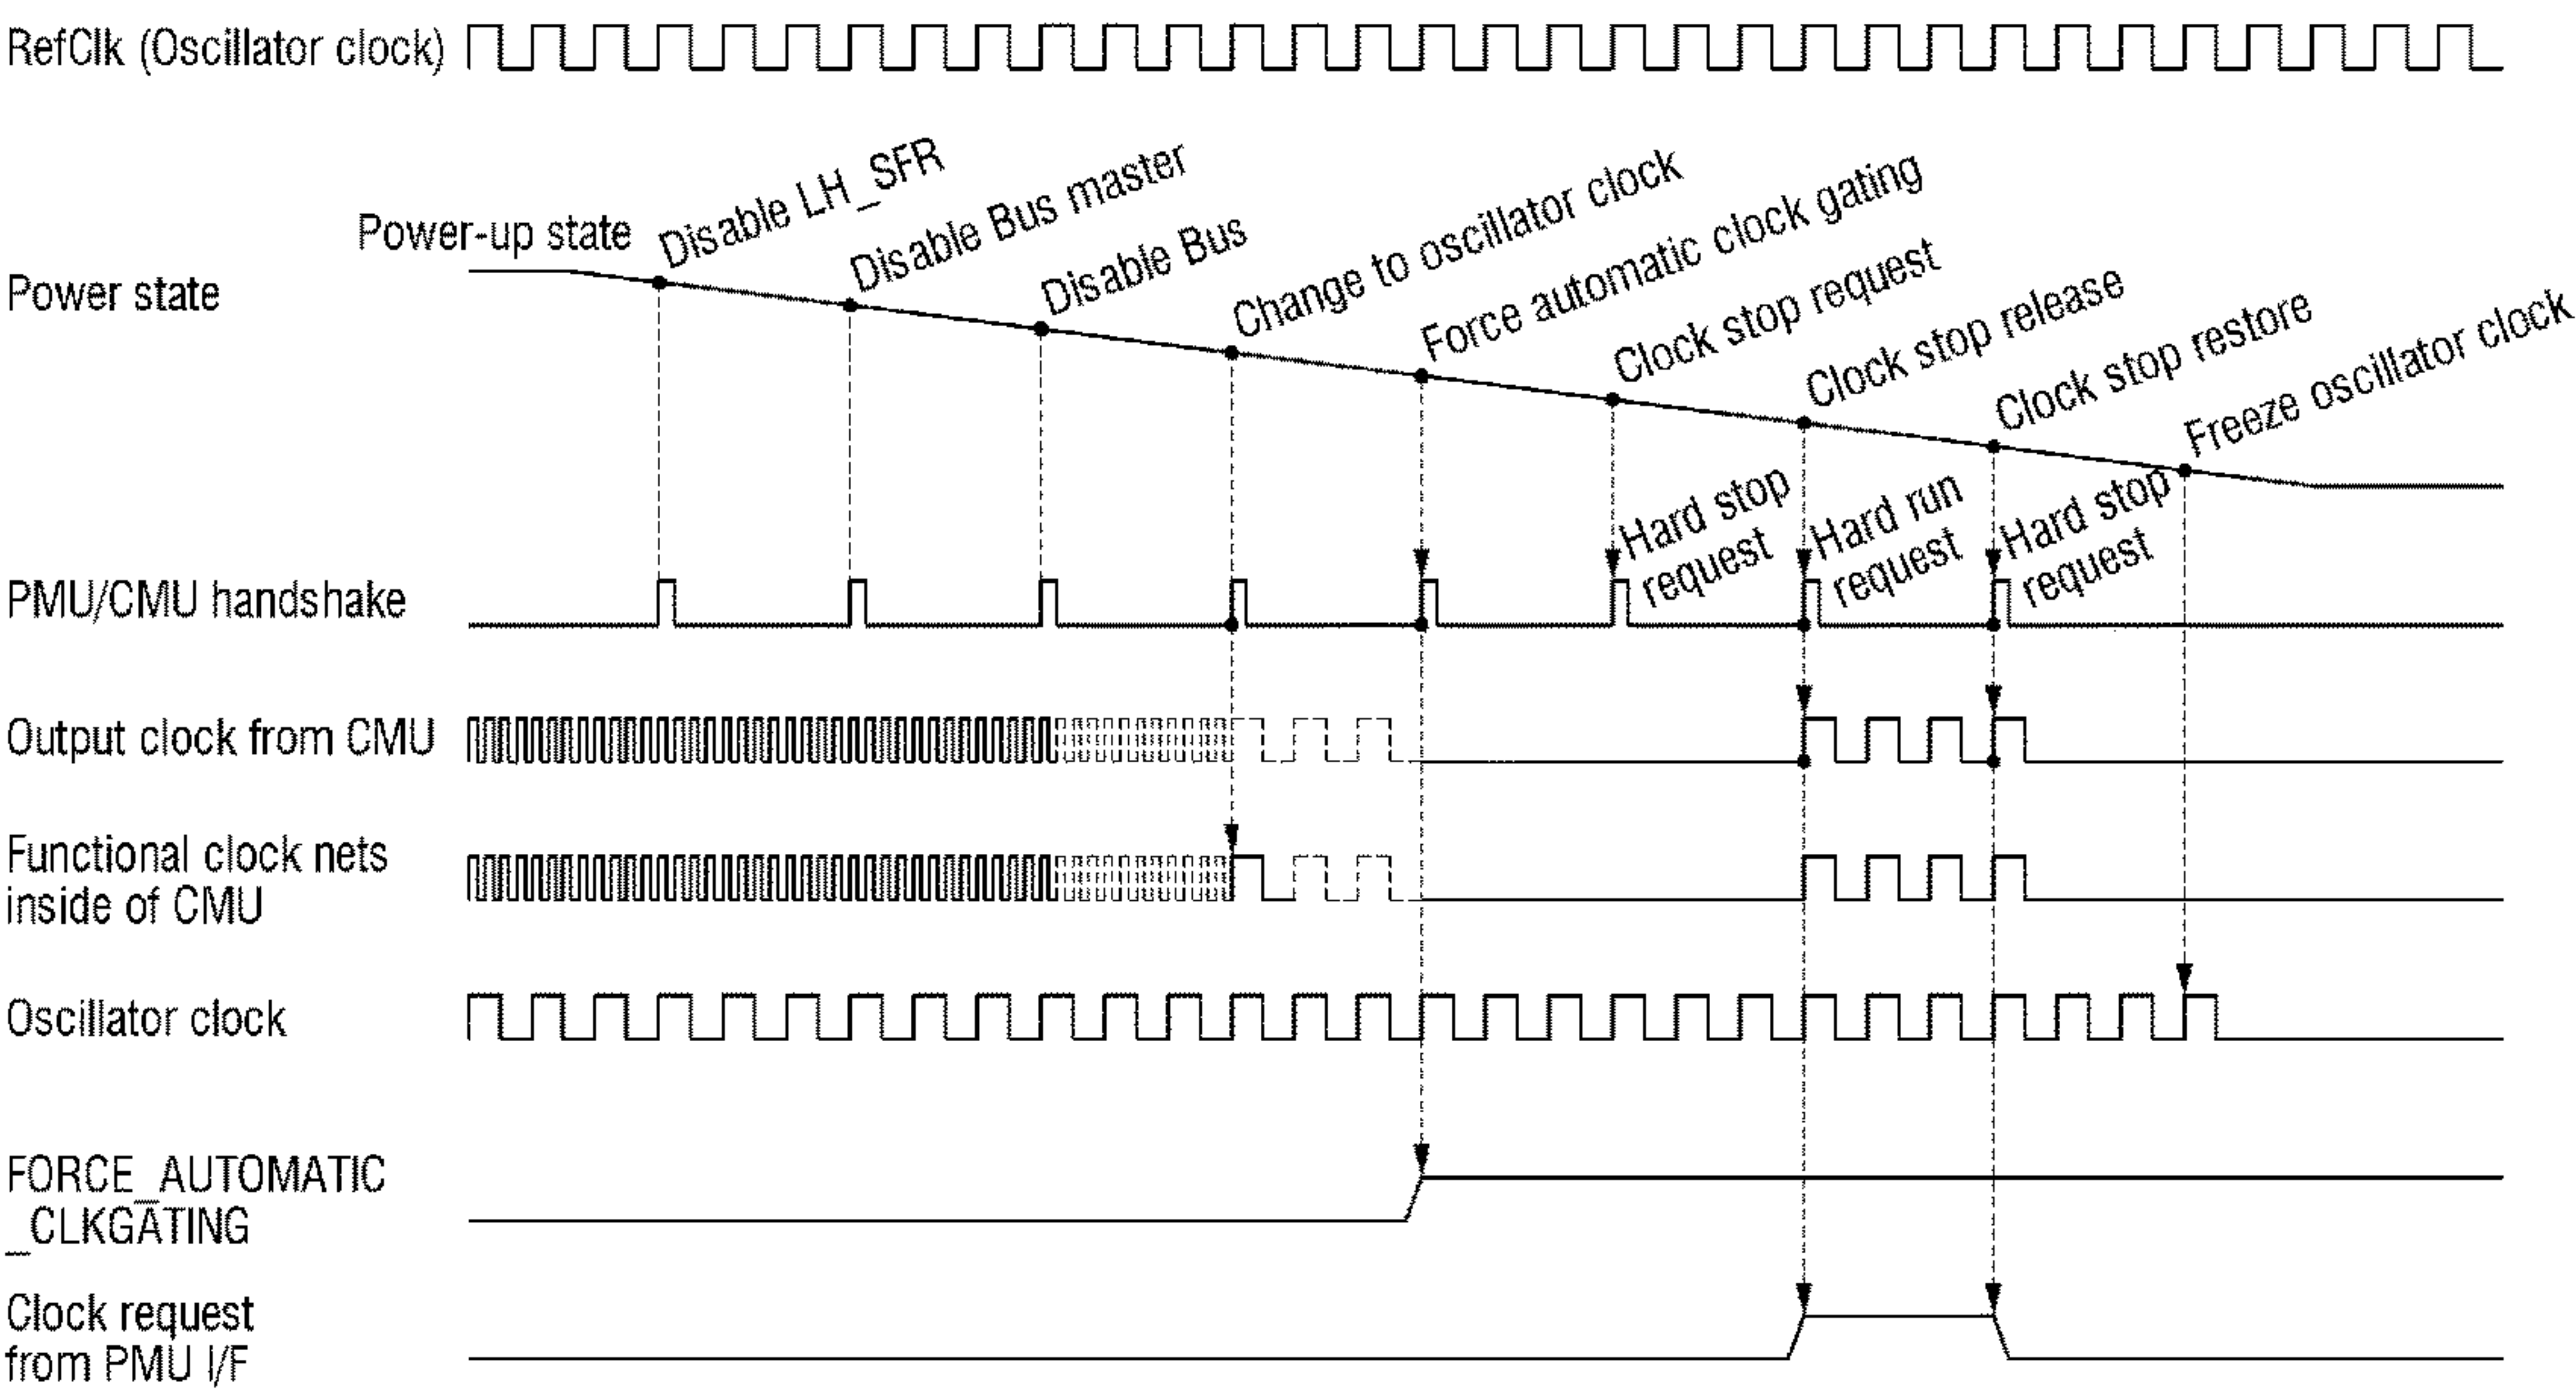 RefClk (Oscillator clock)
Power-up state
Disable LH_SFR
Disable Bus master
Disable Bus
Change to oscillator clock
Force automatic clock gating
Clock stop request
Clock stop release
Clock stop restore
Freeze oscillator clock
Power state
Hard stop
request
Hard run
request
Hard stop
request
PMU/CMU handshake
Output clock from CMU
Functional clock nets
inside of CMU
Oscillator clock
FORCE_AUTOMATIC
_CLKGATING
Clock request
from PMU I/F